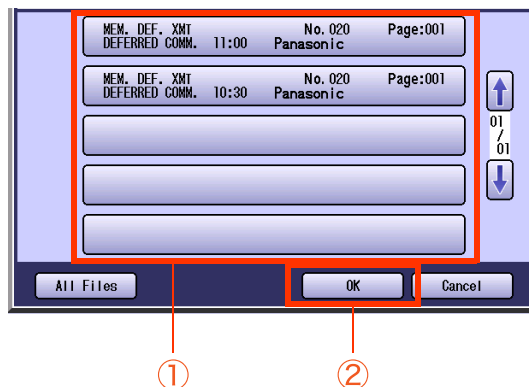 MEM. DEF. XMT No. 020 Page:001
DEFERRED COMM. 11:00 Panasonic
MEM. DEF. XMT No. 020 Page:001
DEFERRED COMM. 10:30 Panasonic
01
/
01
All Files OK Cancel
① ②